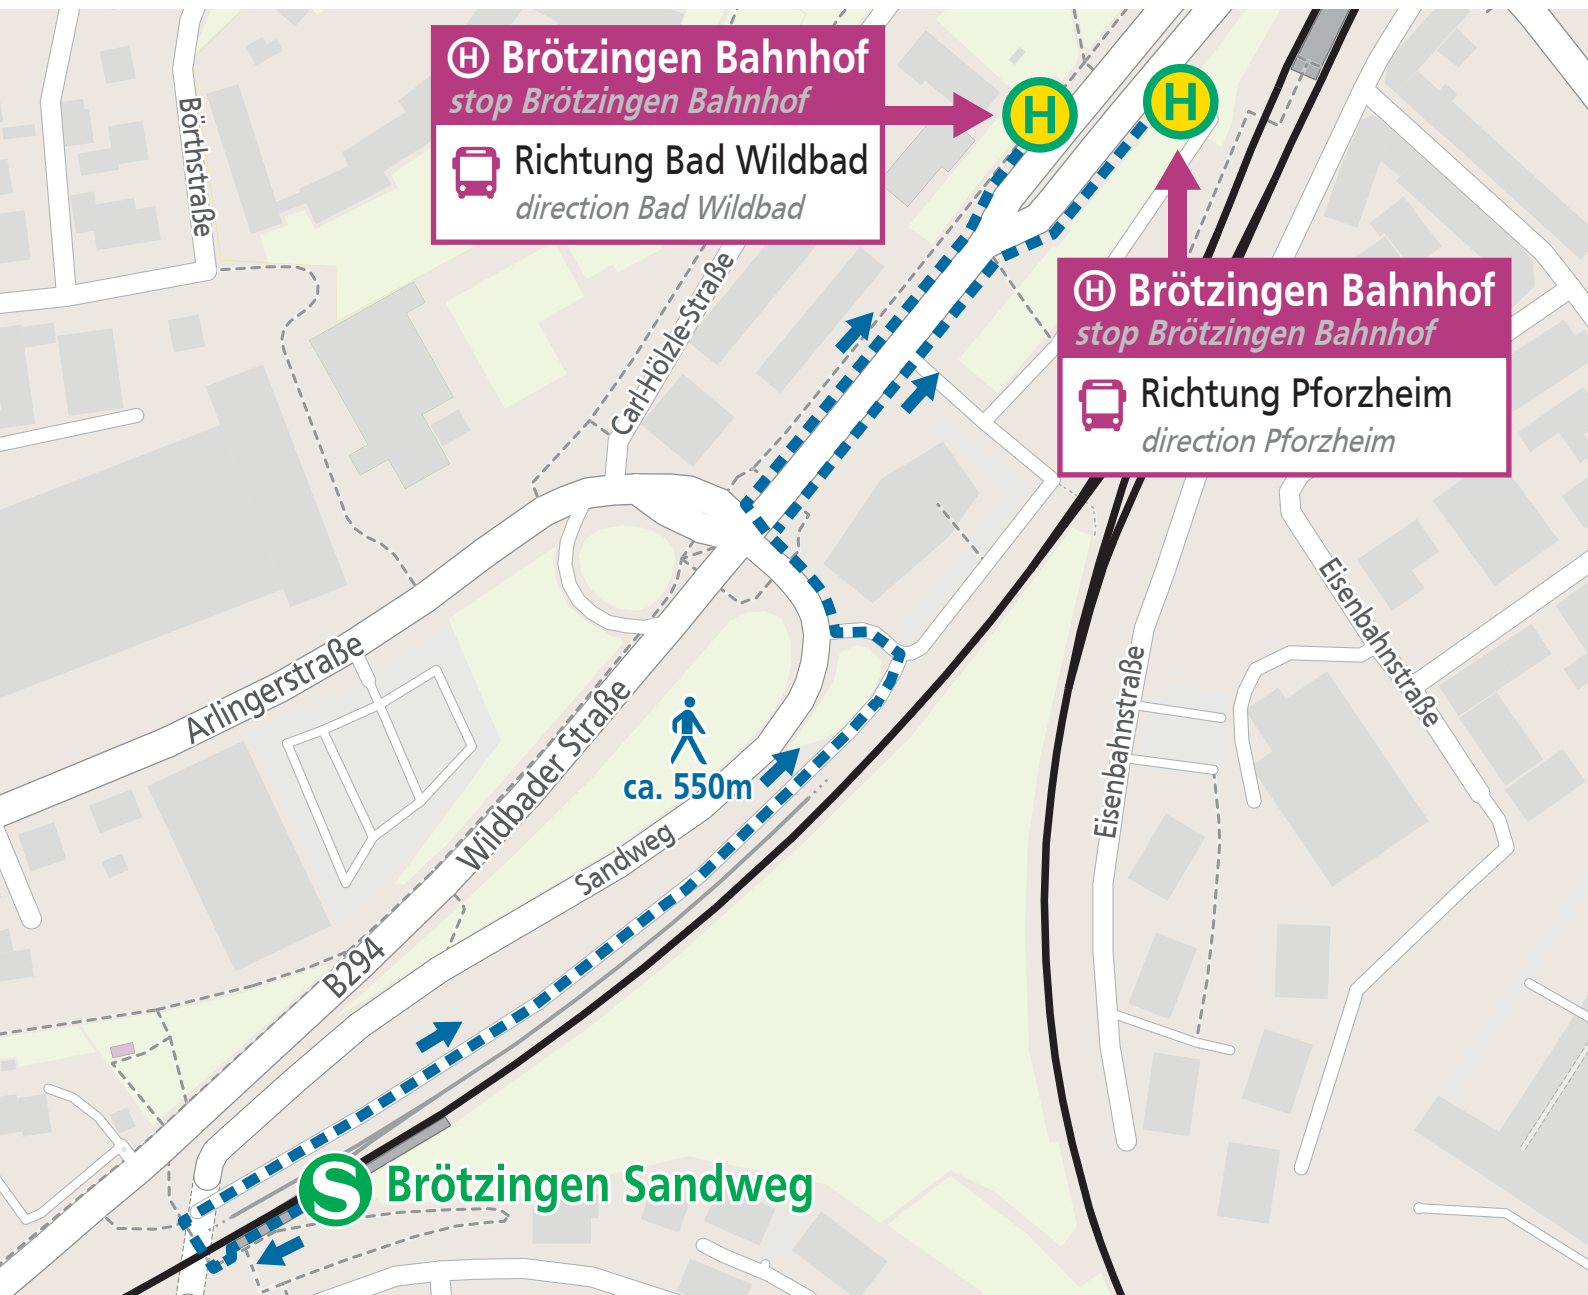 H Brötzingen Bahnhof
stop Brötzingen Bahnhof
Richtung Bad Wildbad
direction Bad Wildbad
H
H
Börthstraße
Carl-Hölzle-Straße
H Brötzingen Bahnhof
stop Brötzingen Bahnhof
Richtung Pforzheim
direction Pforzheim
Arlingerstraße
Wildbader Straße
Eisenbahnstraße
Eisenbahnstraße
ca. 550m
Sandweg
B294
S Brötzingen Sandweg